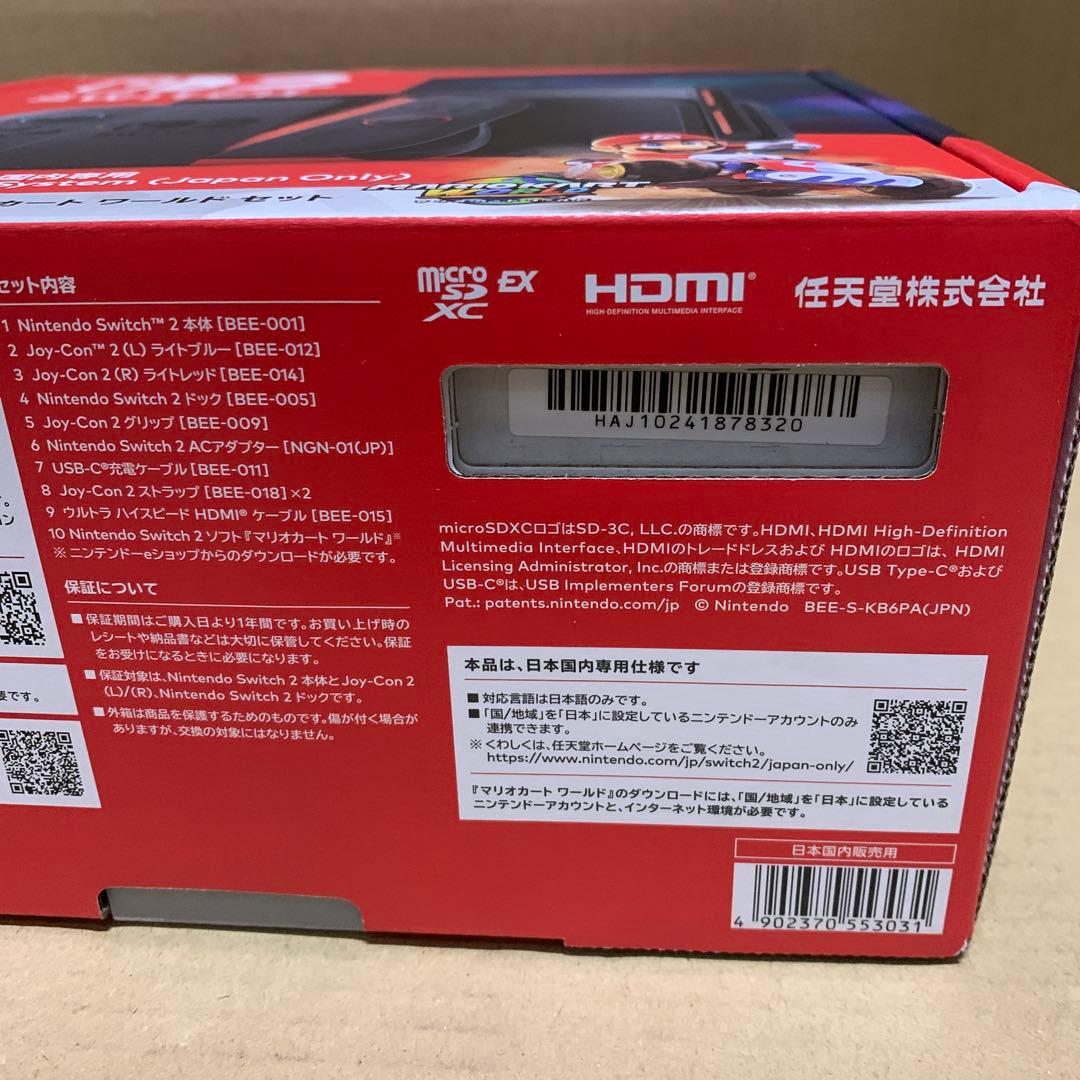 国内専用
System (Japan Only)
カート ワールド セット
MARIOKART
セット内容
1 Nintendo Switch™ 2 本体 [BEE-001]
2 Joy-Con™ 2 (L) ライトブルー [BEE-012]
3 Joy-Con 2 (R) ライトレッド [BEE-014]
4 Nintendo Switch 2 ドック [BEE-005]
5 Joy-Con 2 グリップ [BEE-009]
6 Nintendo Switch 2 ACアダプター [NGN-01(JP)]
7 USB-C®充電ケーブル [BEE-011]
8 Joy-Con 2 ストラップ [BEE-018] ×2
9 ウルトラ ハイスピード HDMI® ケーブル [BEE-015]
10 Nintendo Switch 2 ソフト『マリオカート ワールド』※
※ ニンテンドーeショップからのダウンロードが必要です。
保証について
■保証期間はご購入日より1年間です。お買い上げ時の
レシートや納品書などは大切に保管してください。保証
をお受けになるときに必要になります。
■保証対象は、Nintendo Switch 2 本体とJoy-Con 2
(L)/(R)、Nintendo Switch 2 ドックです。
■外箱は商品を保護するためのものです。傷が付く場合が
ありますが、交換の対象にはなりません。
要です。
micro SD XC EX
HDMI®
HIGH-DEFINITION MULTIMEDIA INTERFACE
任天堂株式会社
HAJ10241878320
microSDXCロゴはSD-3C, LLC.の商標です。HDMI、HDMI High-Definition
Multimedia Interface、HDMIのトレードドレスおよび HDMIのロゴは、HDMI
Licensing Administrator, Inc.の商標または登録商標です。USB Type-C®および
USB-C®は、USB Implementers Forumの登録商標です。
Pat.: patents.nintendo.com/jp © Nintendo BEE-S-KB6PA(JPN)
本品は、日本国内専用仕様です
■ 対応言語は日本語のみです。
■ 「国/地域」を「日本」に設定しているニンテンドーアカウントのみ
連携できます。
※ くわしくは、任天堂ホームページをご覧ください。
https://www.nintendo.com/jp/switch2/japan-only/
『マリオカート ワールド』のダウンロードには、「国/地域」を「日本」に設定している
ニンテンドーアカウントと、インターネット環境が必要です。
日本国内販売用
4 902370 553031